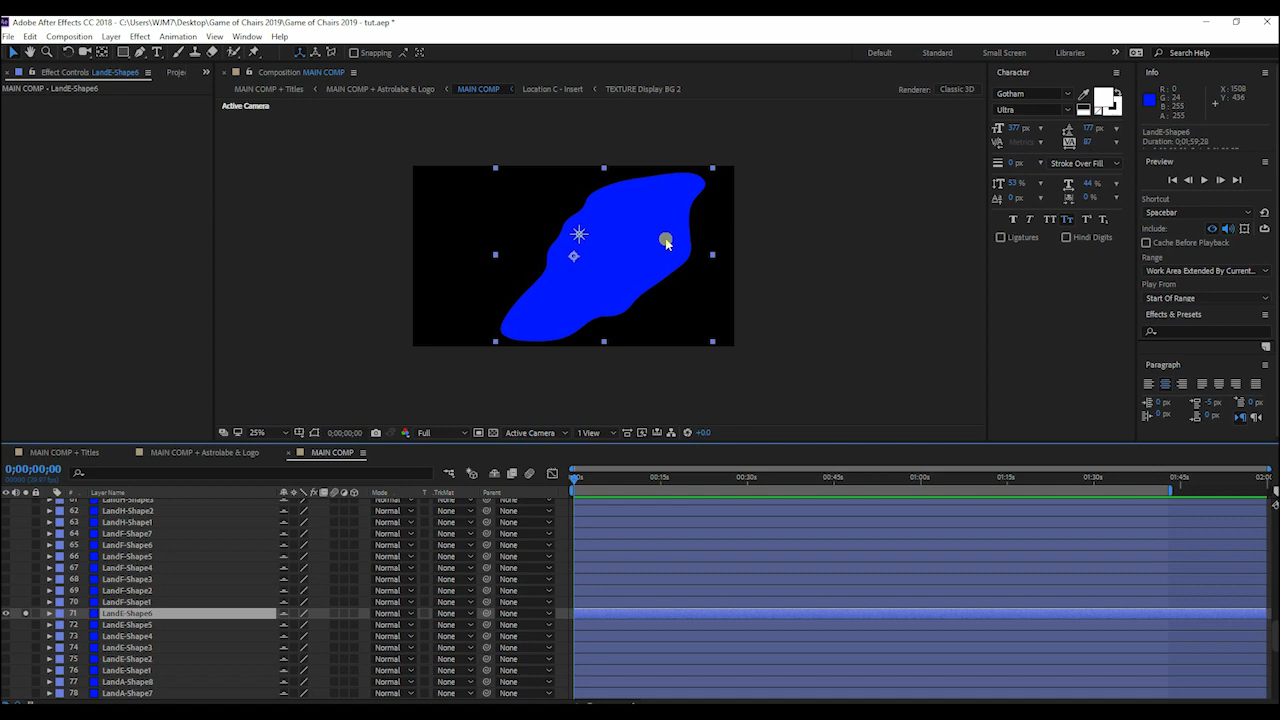 Adobe After Effects CC 2018 - C:\Users\WJM7\Desktop\Game of Chairs 2019\Game of Chairs 2019 - tut.aep *
File Edit Composition Layer Effect Animation View Window Help
Snapping Default Standard Small Screen Libraries Search Help
Effect Controls LandE-Shape6 Projec Composition MAIN COMP Character Info
MAIN COMP • LandE-Shape6 MAIN COMP + Titles MAIN COMP + Astrolabe & Logo MAIN COMP Location C - Insert TEXTURE Display BG 2 Renderer: Classic 3D Gotham R: 0 X: 1508
Active Camera Ultra G: 24 Y: 436
B: 255
A: 255
377 px 177 px LandE-Shape6
Metrics 87 Duration: 0;01;59;28
0 px Stroke Over Fill Preview
53 % 44 %
0 px 0 % Shortcut
Spacebar
Ligatures Hindi Digits Include:
Cache Before Playback
Range
Work Area Extended By Current...
Play From
Start Of Range
Effects & Presets
Paragraph
0 px -5 px 0 px
0 px 0 px
25% 0;00;00;00 Full Active Camera 1 View +0.0
MAIN COMP + Titles MAIN COMP + Astrolabe & Logo MAIN COMP
0;00;00;00
00000 (29.97 fps) 00:15s 00:30s 00:45s 01:00s 01:15s 01:30s 01:45s 02:00
# Layer Name Mode T .TrkMat Parent
61 LandH-Shape3
62 LandH-Shape2 Normal None None
63 LandH-Shape1 Normal None None
64 LandF-Shape7 Normal None None
65 LandF-Shape6 Normal None None
66 LandF-Shape5 Normal None None
67 LandF-Shape4 Normal None None
68 LandF-Shape3 Normal None None
69 LandF-Shape2 Normal None None
70 LandF-Shape1 Normal None None
71 LandE-Shape6 Normal None None
72 LandE-Shape5 Normal None None
73 LandE-Shape4 Normal None None
74 LandE-Shape3 Normal None None
75 LandE-Shape2 Normal None None
76 LandE-Shape1 Normal None None
77 LandA-Shape8 Normal None None
78 LandA-Shape7 Normal None None